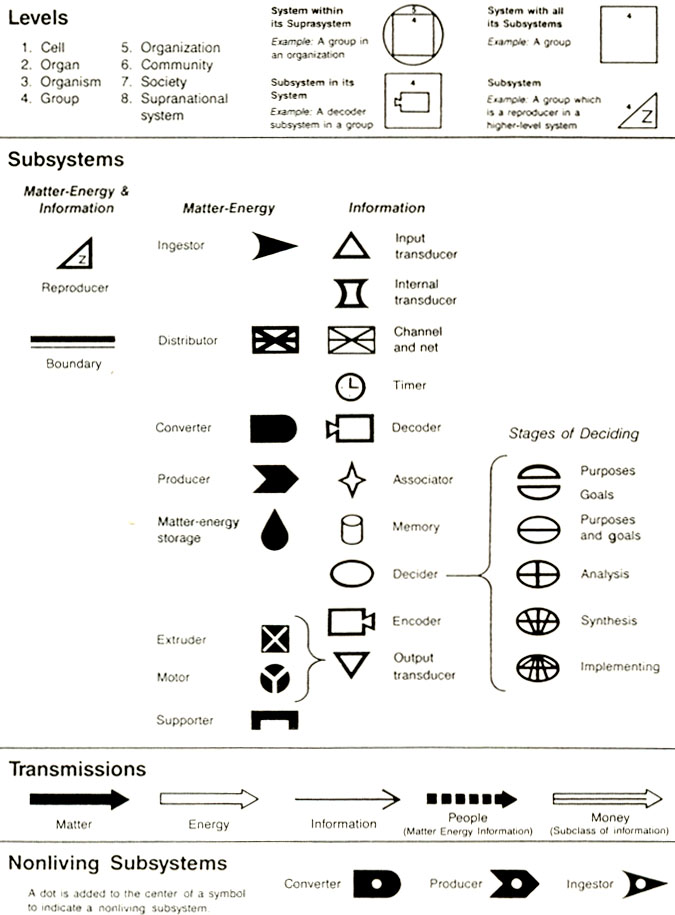 Levels
1. Cell
2. Organ
3. Organism
4. Group
5. Organization
6. Community
7. Society
8. Supranational
system
System within
its Suprasystem
Example: A group in
an organization
5
4
System with all
its Subsystems
Example: A group
4
Subsystem in its
System
Example: A decoder
subsystem in a group
4
Subsystem
Example: A group which
is a reproducer in a
higher-level system
4
Z
Subsystems
Matter-Energy &
Information
Matter-Energy
Information
Z
Reproducer
Boundary
Ingestor
Input
transducer
Internal
transducer
Distributor
Channel
and net
Timer
Converter
Decoder
Producer
Associator
Matter-energy
storage
Memory
Decider
Encoder
Extruder
Output
transducer
Motor
Supporter
Stages of Deciding
Purposes
Goals
Purposes
and goals
Analysis
Synthesis
Implementing
Transmissions
Matter
Energy
Information
People
(Matter Energy Information)
Money
(Subclass of information)
Nonliving Subsystems
A dot is added to the center of a symbol
to indicate a nonliving subsystem.
Converter
Producer
Ingestor